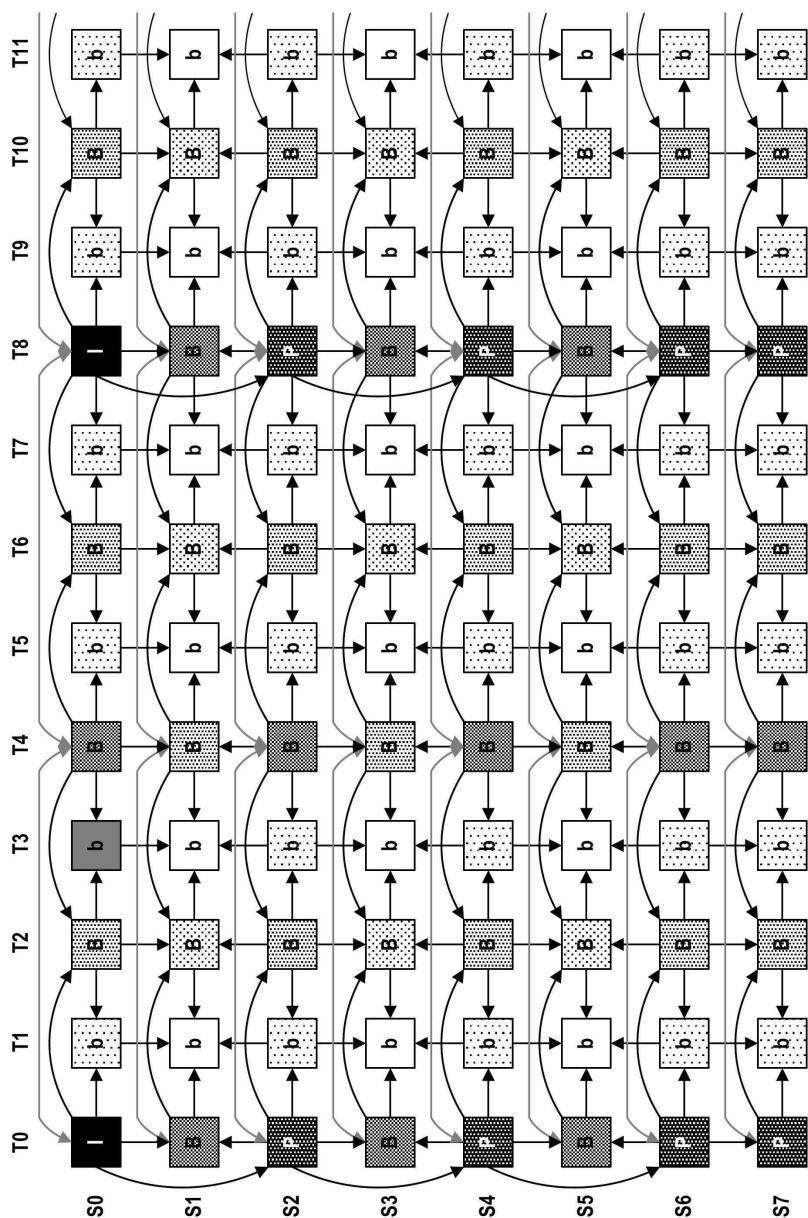 T0 T1 T2 T3 T4 T5 T6 T7 T8 T9 T10 T11
S0 I b B b B b B b I b B b
S1 B b B b B b B b B b B b
S2 P b B b B b B b P b B b
S3 B b B b B b B b B b B b
S4 P b B b B b B b P b B b
S5 B b B b B b B b B b B b
S6 P b B b B b B b P b B b
S7 P b B b B b B b P b B b